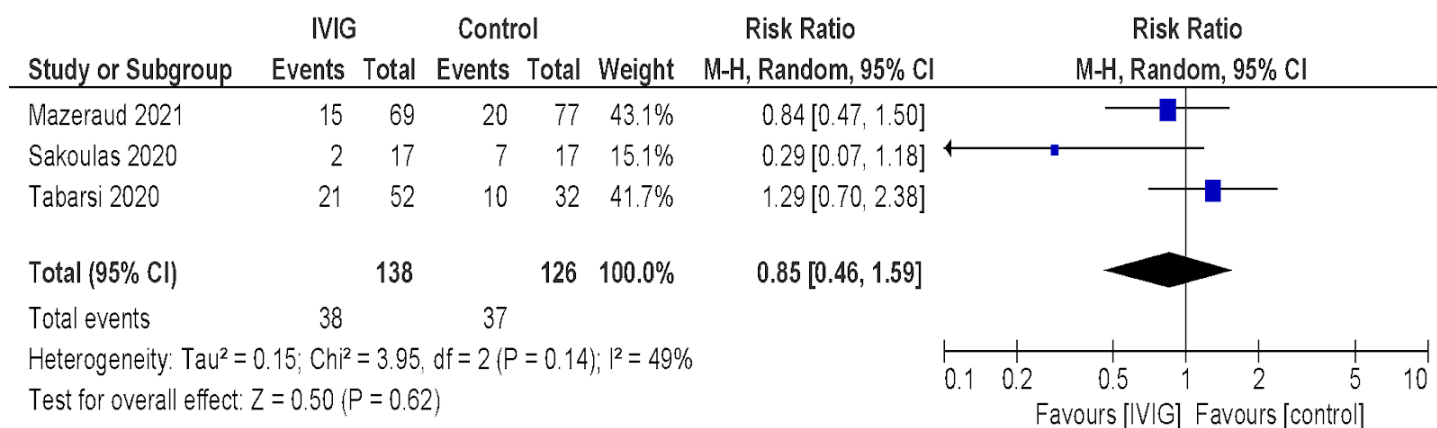 IVIG Control Risk Ratio Risk Ratio
Study or Subgroup Events Total Events Total Weight M-H, Random, 95% CI M-H, Random, 95% CI
Mazeraud 2021 15 69 20 77 43.1% 0.84 [0.47, 1.50]
Sakoulas 2020 2 17 7 17 15.1% 0.29 [0.07, 1.18]
Tabarsi 2020 21 52 10 32 41.7% 1.29 [0.70, 2.38]
Total (95% CI) 138 126 100.0% 0.85 [0.46, 1.59]
Total events 38 37
Heterogeneity: Tau² = 0.15; Chi² = 3.95, df = 2 (P = 0.14); I² = 49%
Test for overall effect: Z = 0.50 (P = 0.62)
0.1 0.2 0.5 1 2 5 10
Favours [IVIG] Favours [control]